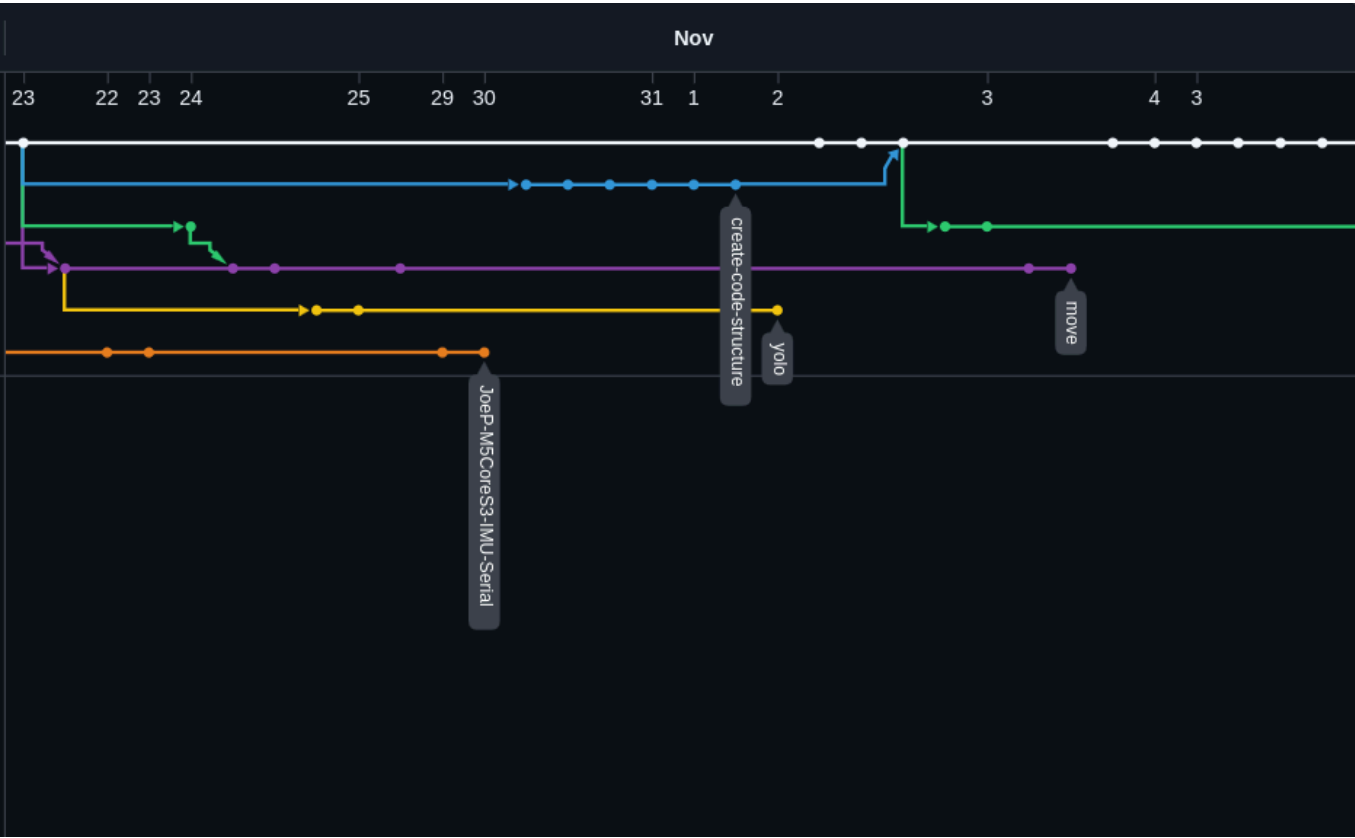 Nov
23 22 23 24 25 29 30 31 1 2 3 4 3
create-code-structure
move
yolo
JoeP-M5CoreS3-IMU-Serial